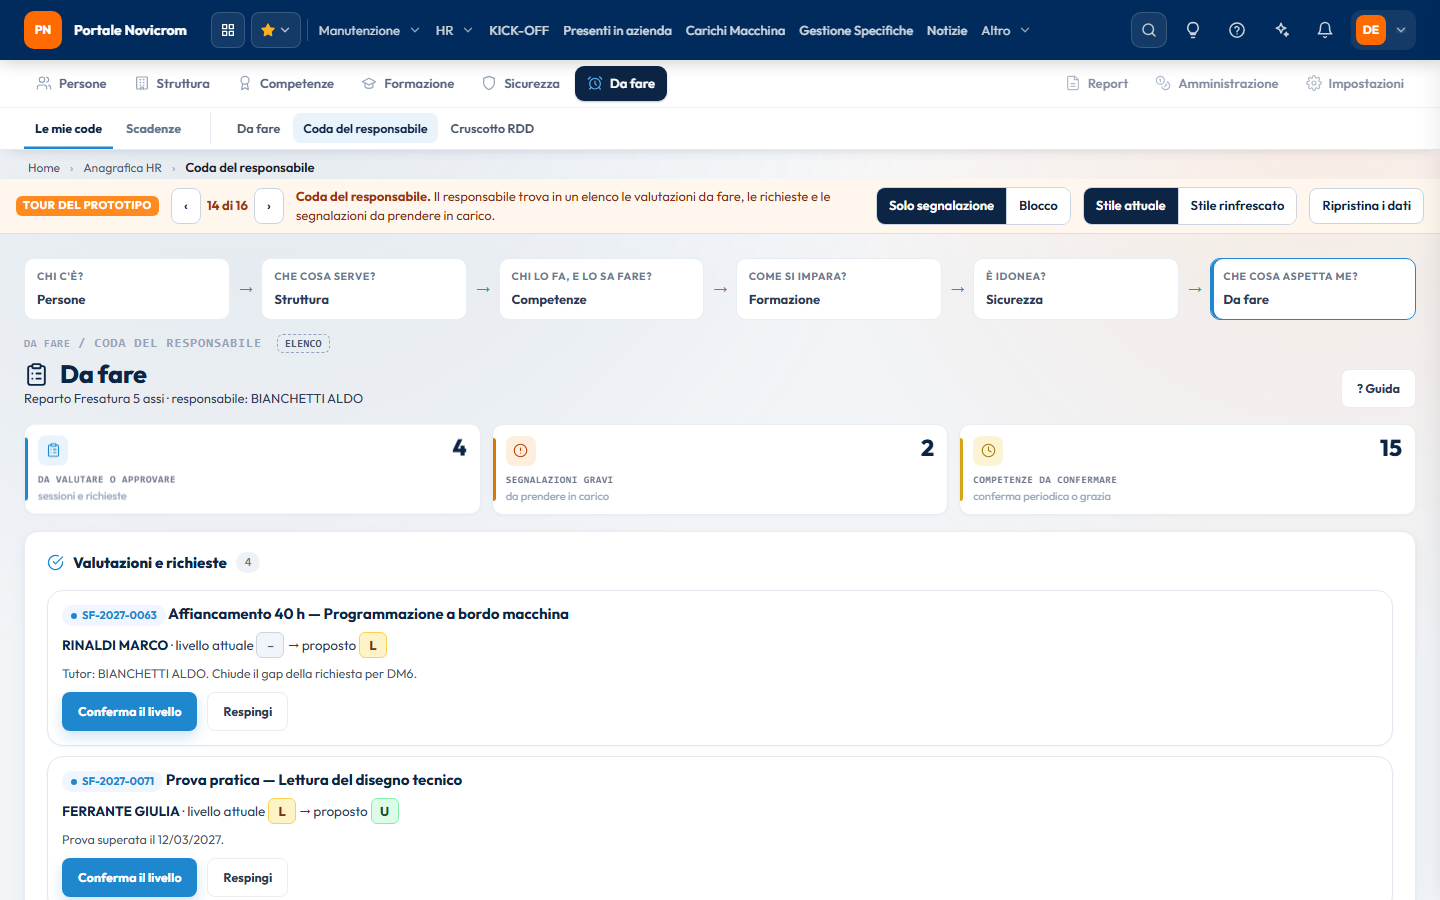 PN Portale Novicrom Manutenzione HR KICK-OFF Presenti in azienda Carichi Macchina Gestione Specifiche Notizie Altro DE
Persone Struttura Competenze Formazione Sicurezza Da fare Report Amministrazione Impostazioni
Le mie code Scadenze Da fare Coda del responsabile Cruscotto RDD
Home › Anagrafica HR › Coda del responsabile
TOUR DEL PROTOTIPO ‹ 14 di 16 › Coda del responsabile. Il responsabile trova in un elenco le valutazioni da fare, le richieste e le
segnalazioni da prendere in carico.
Solo segnalazione Blocco Stile attuale Stile rinfrescato Ripristina i dati
CHI C'È?
Persone
→
CHE COSA SERVE?
Struttura
→
CHI LO FA, E LO SA FARE?
Competenze
→
COME SI IMPARA?
Formazione
→
È IDONEA?
Sicurezza
→
CHE COSA ASPETTA ME?
Da fare
DA FARE / CODA DEL RESPONSABILE ELENCO
Da fare
Reparto Fresatura 5 assi · responsabile: BIANCHETTI ALDO
? Guida
4
DA VALUTARE O APPROVARE
sessioni e richieste
2
SEGNALAZIONI GRAVI
da prendere in carico
15
COMPETENZE DA CONFERMARE
conferma periodica o grazia
Valutazioni e richieste 4
SF-2027-0063 Affiancamento 40 h — Programmazione a bordo macchina
RINALDI MARCO · livello attuale – → proposto L
Tutor: BIANCHETTI ALDO. Chiude il gap della richiesta per DM6.
Conferma il livello Respingi
SF-2027-0071 Prova pratica — Lettura del disegno tecnico
FERRANTE GIULIA · livello attuale L → proposto U
Prova superata il 12/03/2027.
Conferma il livello Respingi